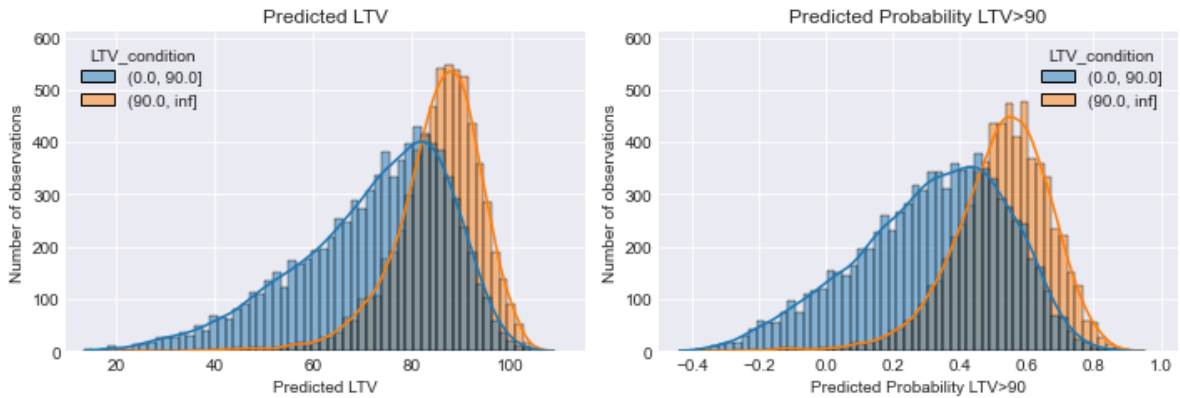 Predicted LTV
Number of observations
600
500
400
300
200
100
0
LTV_condition
(0.0, 90.0]
(90.0, inf]
20
40
60
80
100
Predicted LTV
Predicted Probability LTV>90
Number of observations
600
500
400
300
200
100
0
LTV_condition
(0.0, 90.0]
(90.0, inf]
−0.4
−0.2
0.0
0.2
0.4
0.6
0.8
1.0
Predicted Probability LTV>90